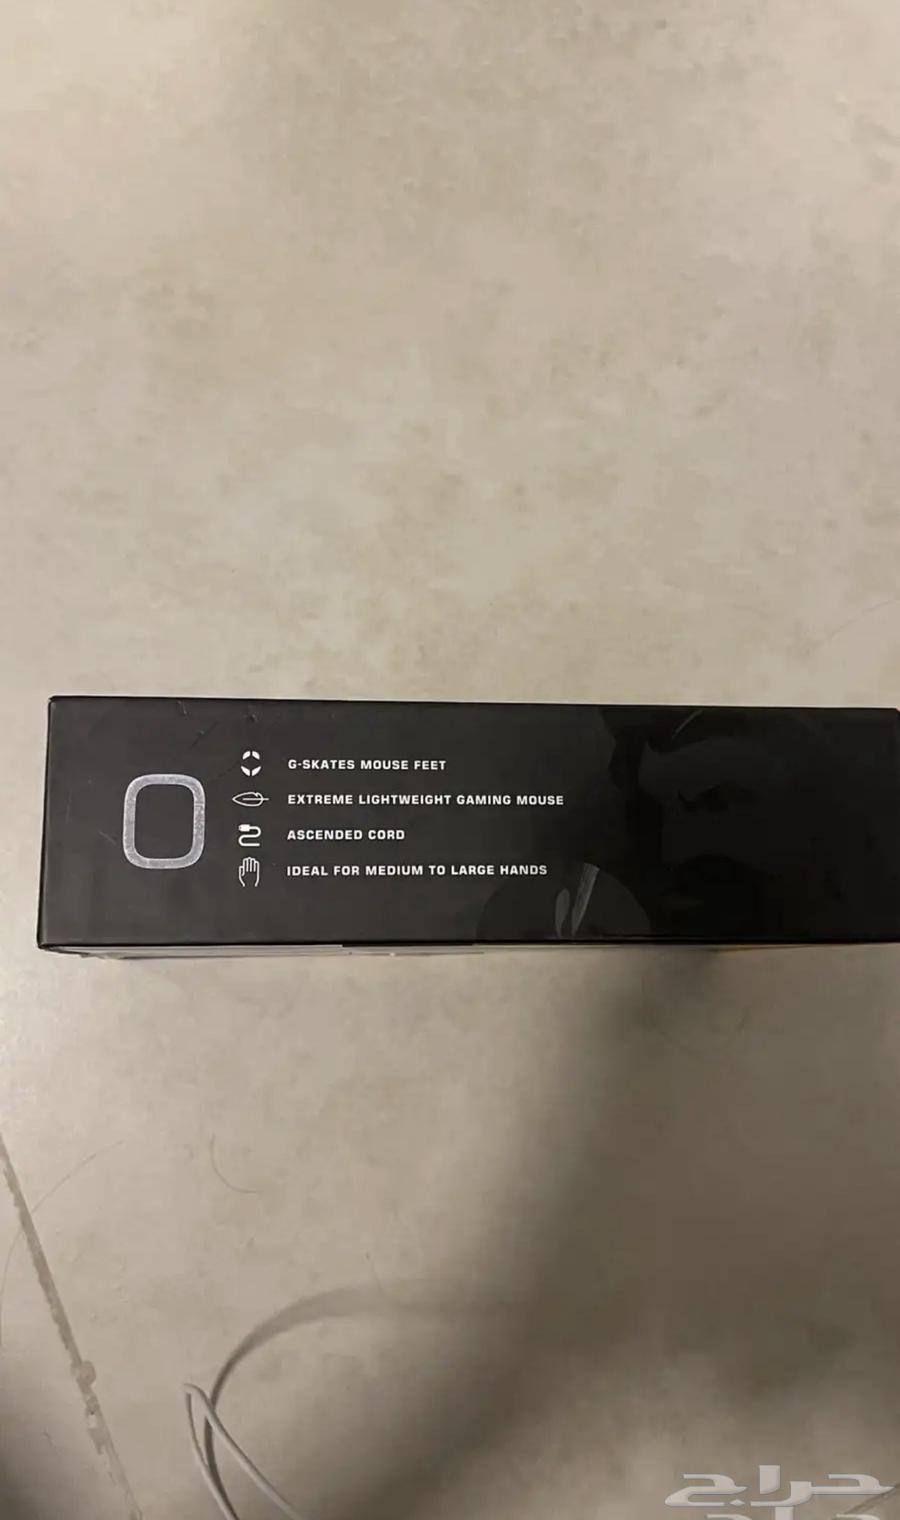 G-SKATES MOUSE FEET
EXTREME LIGHTWEIGHT GAMING MOUSE
ASCENDED CORD
IDEAL FOR MEDIUM TO LARGE HANDS
حراج